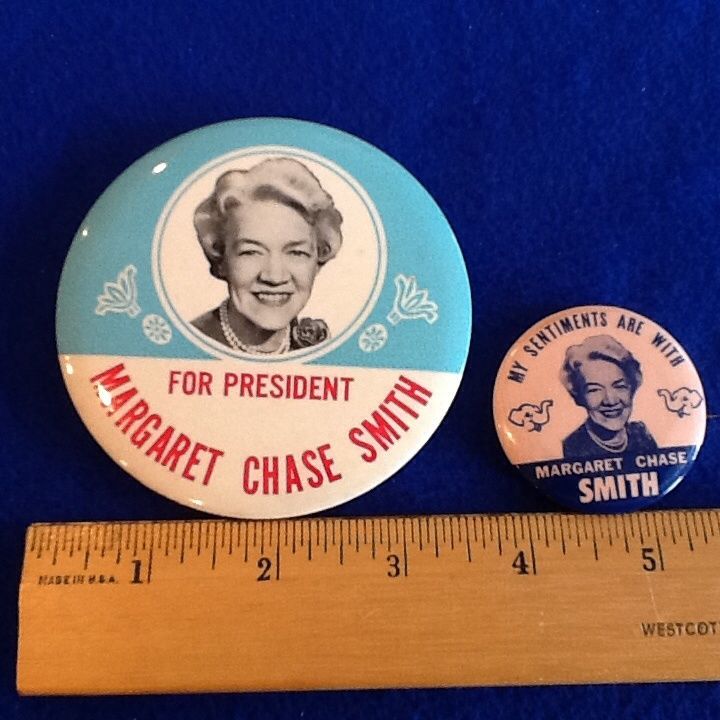 FOR PRESIDENT
MARGARET CHASE SMITH
MY SENTIMENTS ARE WITH
MARGARET CHASE
SMITH
1 2 3 4 5
MADE IN U.S.A.
WESTCOT